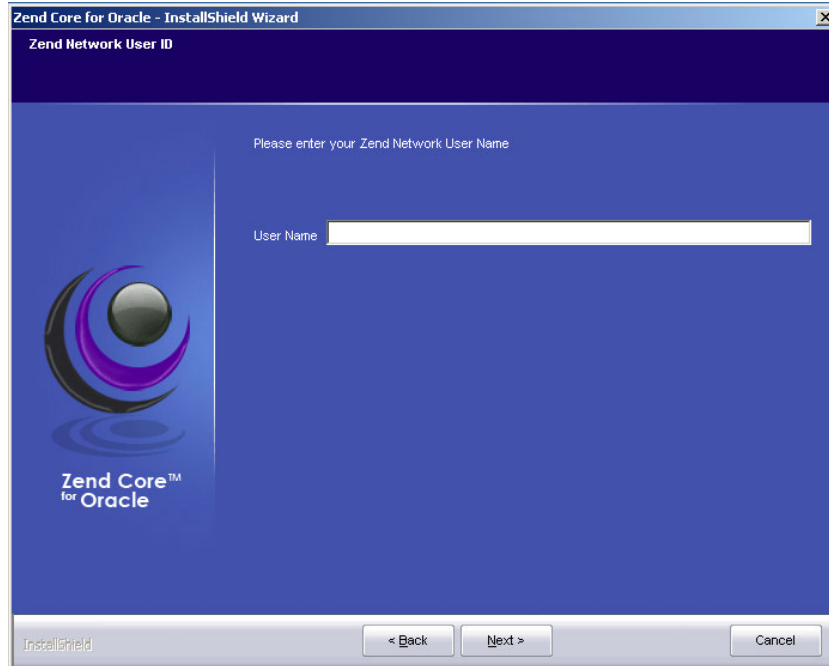 Zend Core for Oracle - InstallShield Wizard
Zend Network User ID
Please enter your Zend Network User Name
User Name
Zend Core™
for Oracle
InstallShield
< Back
Next >
Cancel